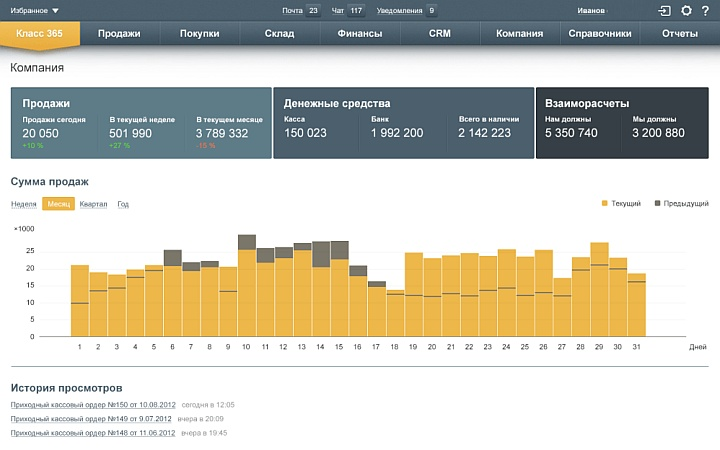 Избранное Почта 23 Чат 117 Уведомления 9 Иванов ?
Класс 365 Продажи Покупки Склад Финансы CRM Компания Справочники Отчеты
Компания
Продажи Денежные средства Взаиморасчеты
Продажи сегодня В текущей неделе В текущем месяце Касса Банк Всего в наличии Нам должны Мы должны
20 050 501 990 3 789 332 150 023 1 992 200 2 142 223 5 350 740 3 200 880
+10 % +27 % -15 %
Сумма продаж
Неделя Месяц Квартал Год Текущий Предыдущий
×1000
25
20
15
10
5
0
1 2 3 4 5 6 7 8 9 10 11 12 13 14 15 16 17 18 19 20 21 22 23 24 25 26 27 28 29 30 31 Дней
История просмотров
Приходный кассовый ордер №150 от 10.08.2012 сегодня в 12:05
Приходный кассовый ордер №149 от 9.07.2012 вчера в 20:09
Приходный кассовый ордер №148 от 11.06.2012 вчера в 19:45